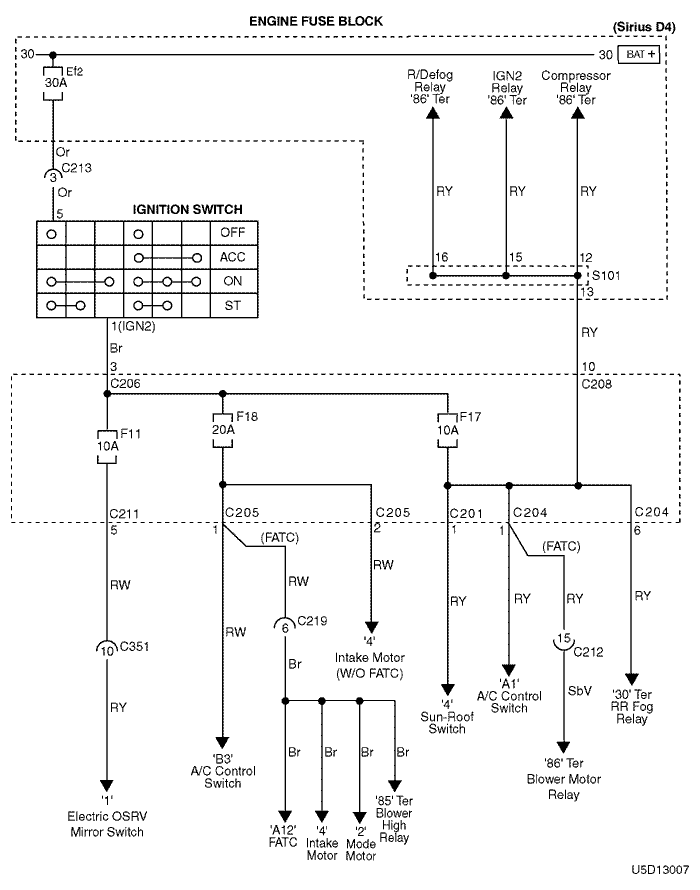 ENGINE FUSE BLOCK
(Sirius D4)
30
30
BAT +
Ef2
30A
R/Defog
Relay
'86' Ter
IGN2
Relay
'86' Ter
Compressor
Relay
'86' Ter
Or
3
C213
Or
5
RY
RY
RY
IGNITION SWITCH
OFF
ACC
ON
ST
16
15
12
S101
13
1(IGN2)
Br
3
C206
RY
10
C208
F11
10A
F18
20A
F17
10A
C211
5
C205
1
C205
2
C201
1
C204
1
C204
6
(FATC)
(FATC)
RW
RW
RW
RW
RY
RY
RY
RY
10
C351
6
C219
15
C212
Br
RY
SbV
'4'
Intake Motor
(W/O FATC)
'4'
Sun-Roof
Switch
'A1'
A/C Control
Switch
'30' Ter
RR Fog
Relay
'B3'
A/C Control
Switch
Br
Br
Br
Br
'86' Ter
Blower Motor
Relay
'1'
Electric OSRV
Mirror Switch
'A12'
FATC
'4'
Intake
Motor
'2'
Mode
Motor
'85' Ter
Blower
High
Relay
U5D13007